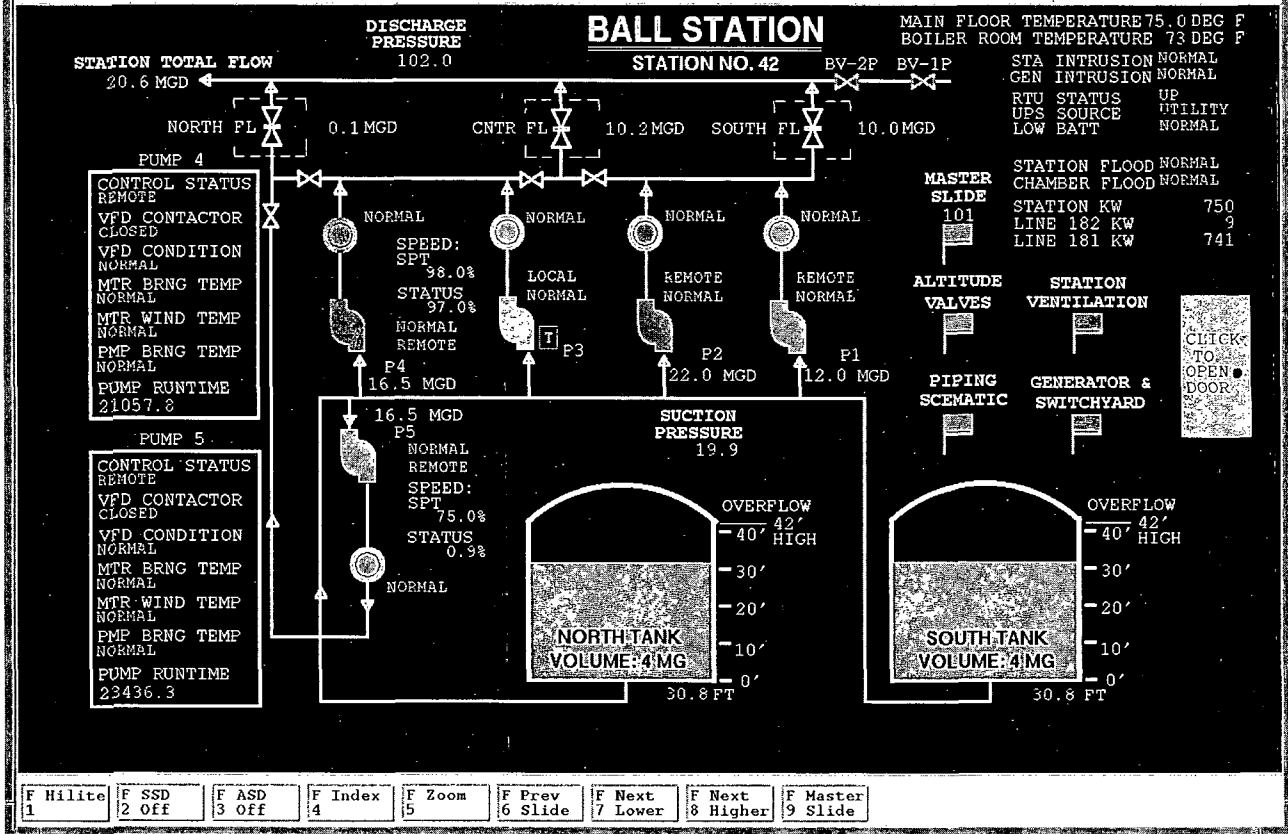 DISCHARGE
PRESSURE
102.0
BALL STATION
STATION NO. 42
MAIN FLOOR TEMPERATURE 75.0 DEG F
BOILER ROOM TEMPERATURE 73 DEG F
STATION TOTAL FLOW
20.6 MGD
BV-2P
BV-1P
STA INTRUSION NORMAL
GEN INTRUSION NORMAL
RTU STATUS UP
UPS SOURCE UTILITY
LOW BATT NORMAL
NORTH FL
0.1 MGD
CNTR FL
10.2 MGD
SOUTH FL
10.0 MGD
STATION FLOOD NORMAL
CHAMBER FLOOD NORMAL
STATION KW 750
LINE 182 KW 9
LINE 181 KW 741
PUMP 4
CONTROL STATUS
REMOTE
VFD CONTACTOR
CLOSED
VFD CONDITION
NORMAL
MTR BRNG TEMP
NORMAL
MTR WIND TEMP
NORMAL
PMP BRNG TEMP
NORMAL
PUMP RUNTIME
21057.8
NORMAL
SPEED:
SPT
98.0%
STATUS
97.0%
NORMAL
REMOTE
P4
16.5 MGD
NORMAL
LOCAL
NORMAL
T
P3
NORMAL
REMOTE
NORMAL
P2
22.0 MGD
NORMAL
REMOTE
NORMAL
P1
12.0 MGD
MASTER
SLIDE
101
ALTITUDE
VALVES
STATION
VENTILATION
PIPING
SCEMATIC
GENERATOR &
SWITCHYARD
CLICK
TO
OPEN
DOOR
PUMP 5
CONTROL STATUS
REMOTE
VFD CONTACTOR
CLOSED
VFD CONDITION
NORMAL
MTR BRNG TEMP
NORMAL
MTR WIND TEMP
NORMAL
PMP BRNG TEMP
NORMAL
PUMP RUNTIME
23436.3
16.5 MGD
P5
NORMAL
REMOTE
SPEED:
SPT
75.0%
STATUS
0.9%
NORMAL
SUCTION
PRESSURE
19.9
OVERFLOW
42'
40' HIGH
30'
20'
10'
0'
NORTH TANK
VOLUME: 4 MG
30.8 FT
OVERFLOW
42'
40' HIGH
30'
20'
10'
0'
SOUTH TANK
VOLUME: 4 MG
30.8 FT
F Hilite
1
F SSD
2 Off
F ASD
3 Off
F Index
4
F Zoom
5
F Prev
6 Slide
F Next
7 Lower
F Next
8 Higher
F Master
9 Slide